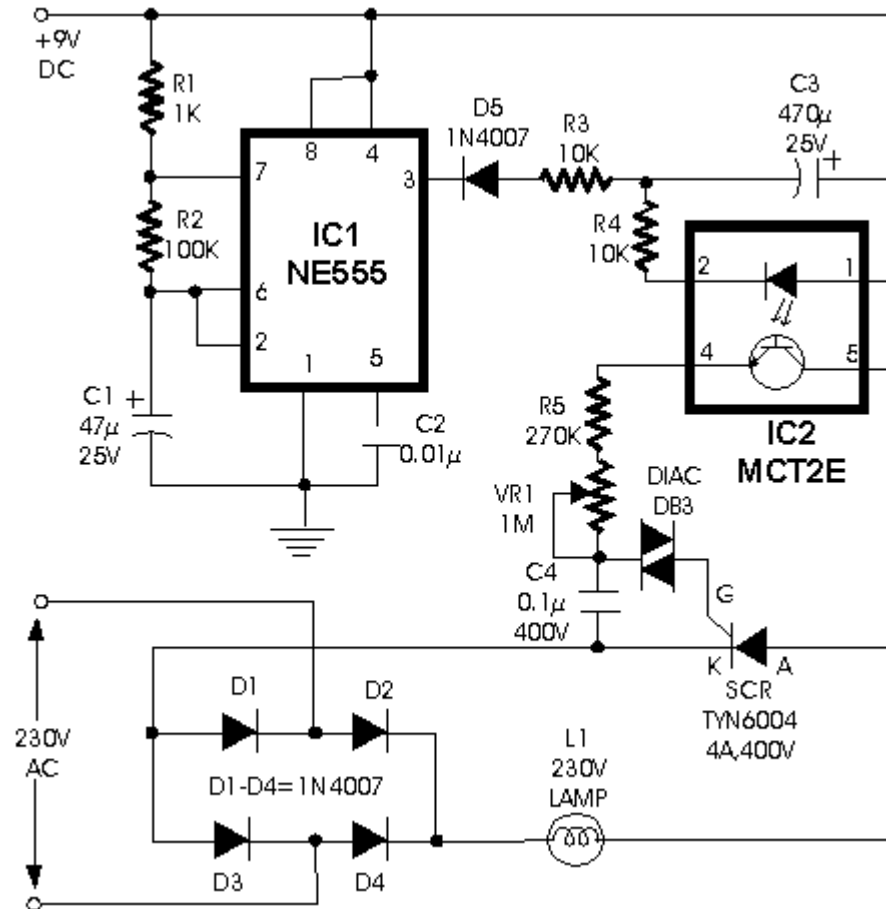 +9V
DC
R1
1K
R2
100K
C1
+
47µ
25V
7
6
2
8
4
3
IC1
NE555
1
5
C2
0.01µ
D5
1N4007
R3
10K
R4
10K
C3
470µ
25V
+
2
1
4
5
IC2
MCT2E
R5
270K
VR1
1M
DIAC
DB3
C4
0.1µ
400V
G
K
A
SCR
TYN6004
4A,400V
230V
AC
D1
D2
D1-D4=1N4007
D3
D4
L1
230V
LAMP